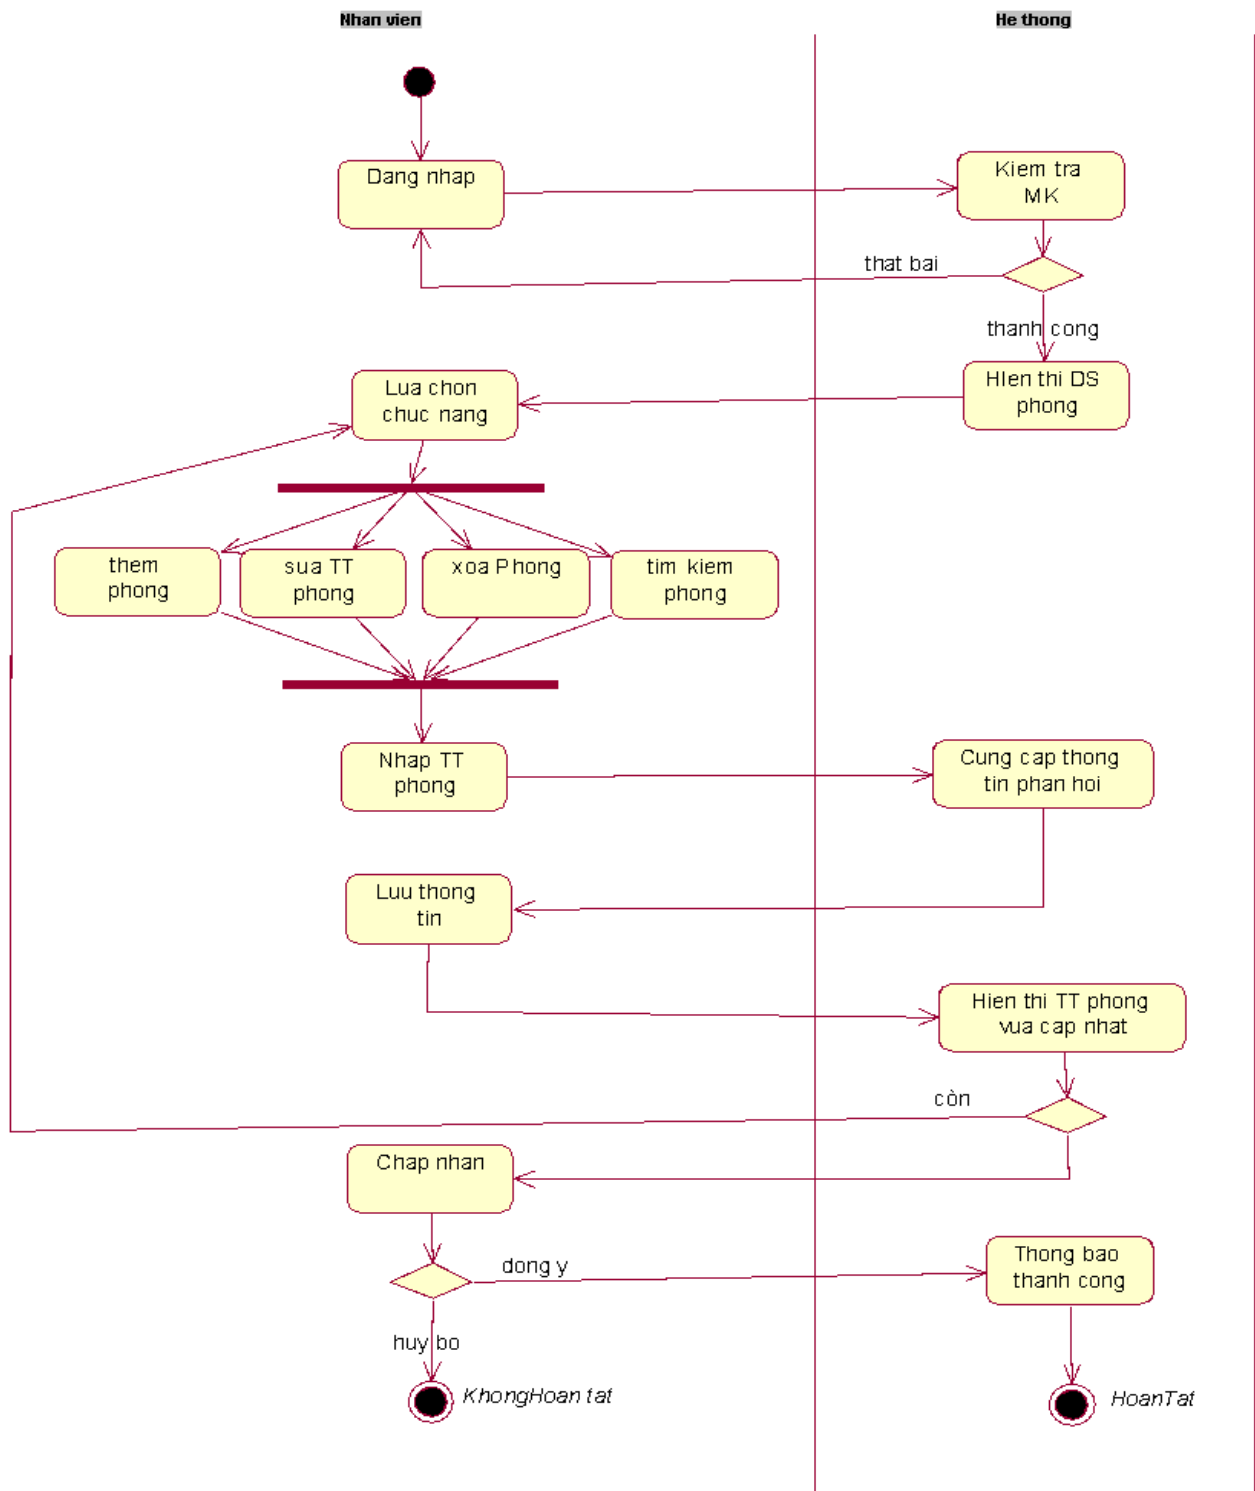 Nhan vien
He thong
Dang nhap
Kiem tra
MK
that bai
thanh cong
Lua chon
chuc nang
HIen thi DS
phong
them
phong
sua TT
phong
xoa Phong
tim kiem
phong
Nhap TT
phong
Cung cap thong
tin phan hoi
Luu thong
tin
Hien thi TT phong
vua cap nhat
còn
Chap nhan
dong y
Thong bao
thanh cong
huy bo
KhongHoan tat
HoanTat